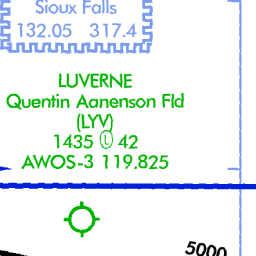 Sioux Falls
132.05 317.4
LUVERNE
Quentin Aanenson Fld
(LYV)
1435 Ⓛ 42
AWOS-3 119.825
5000